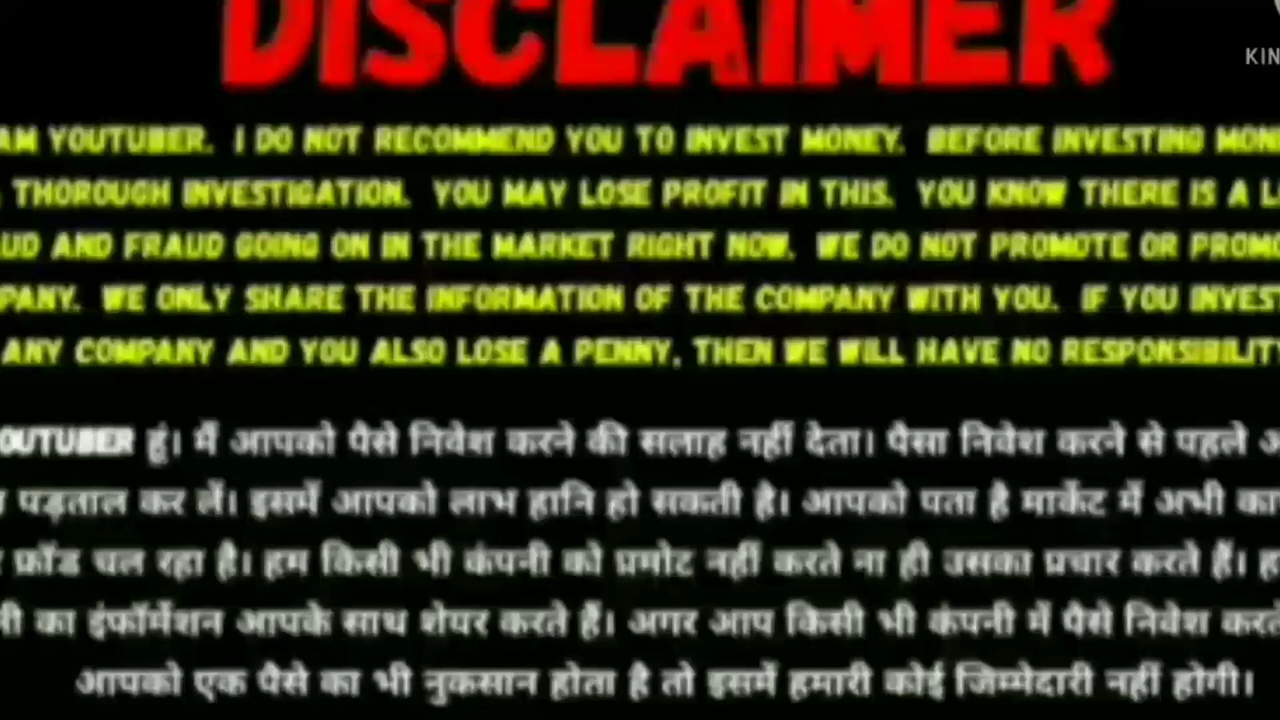 DISCLAIMER
KIN
AM YOUTUBER. I DO NOT RECOMMEND YOU TO INVEST MONEY. BEFORE INVESTING MON
THOROUGH INVESTIGATION. YOU MAY LOSE PROFIT IN THIS. YOU KNOW THERE IS A L
UD AND FRAUD GOING ON IN THE MARKET RIGHT NOW. WE DO NOT PROMOTE OR PROMO
PANY. WE ONLY SHARE THE INFORMATION OF THE COMPANY WITH YOU. IF YOU INVEST
ANY COMPANY AND YOU ALSO LOSE A PENNY, THEN WE WILL HAVE NO RESPONSIBILITY
OUTUBER हूं। मैं आपको पैसे निवेश करने की सलाह नहीं देता। पैसा निवेश करने से पहले
पड़ताल कर लें। इसमें आपको लाभ हानि हो सकती है। आपको पता है मार्केट में अभी का
फ्रॉड चल रहा है। हम किसी भी कंपनी को प्रमोट नहीं करते ना ही उसका प्रचार करते हैं। ह
नी का इंफॉर्मेशन आपके साथ शेयर करते हैं। अगर आप किसी भी कंपनी में पैसे निवेश करते
आपको एक पैसे का भी नुकसान होता है तो इसमें हमारी कोई जिम्मेदारी नहीं होगी।